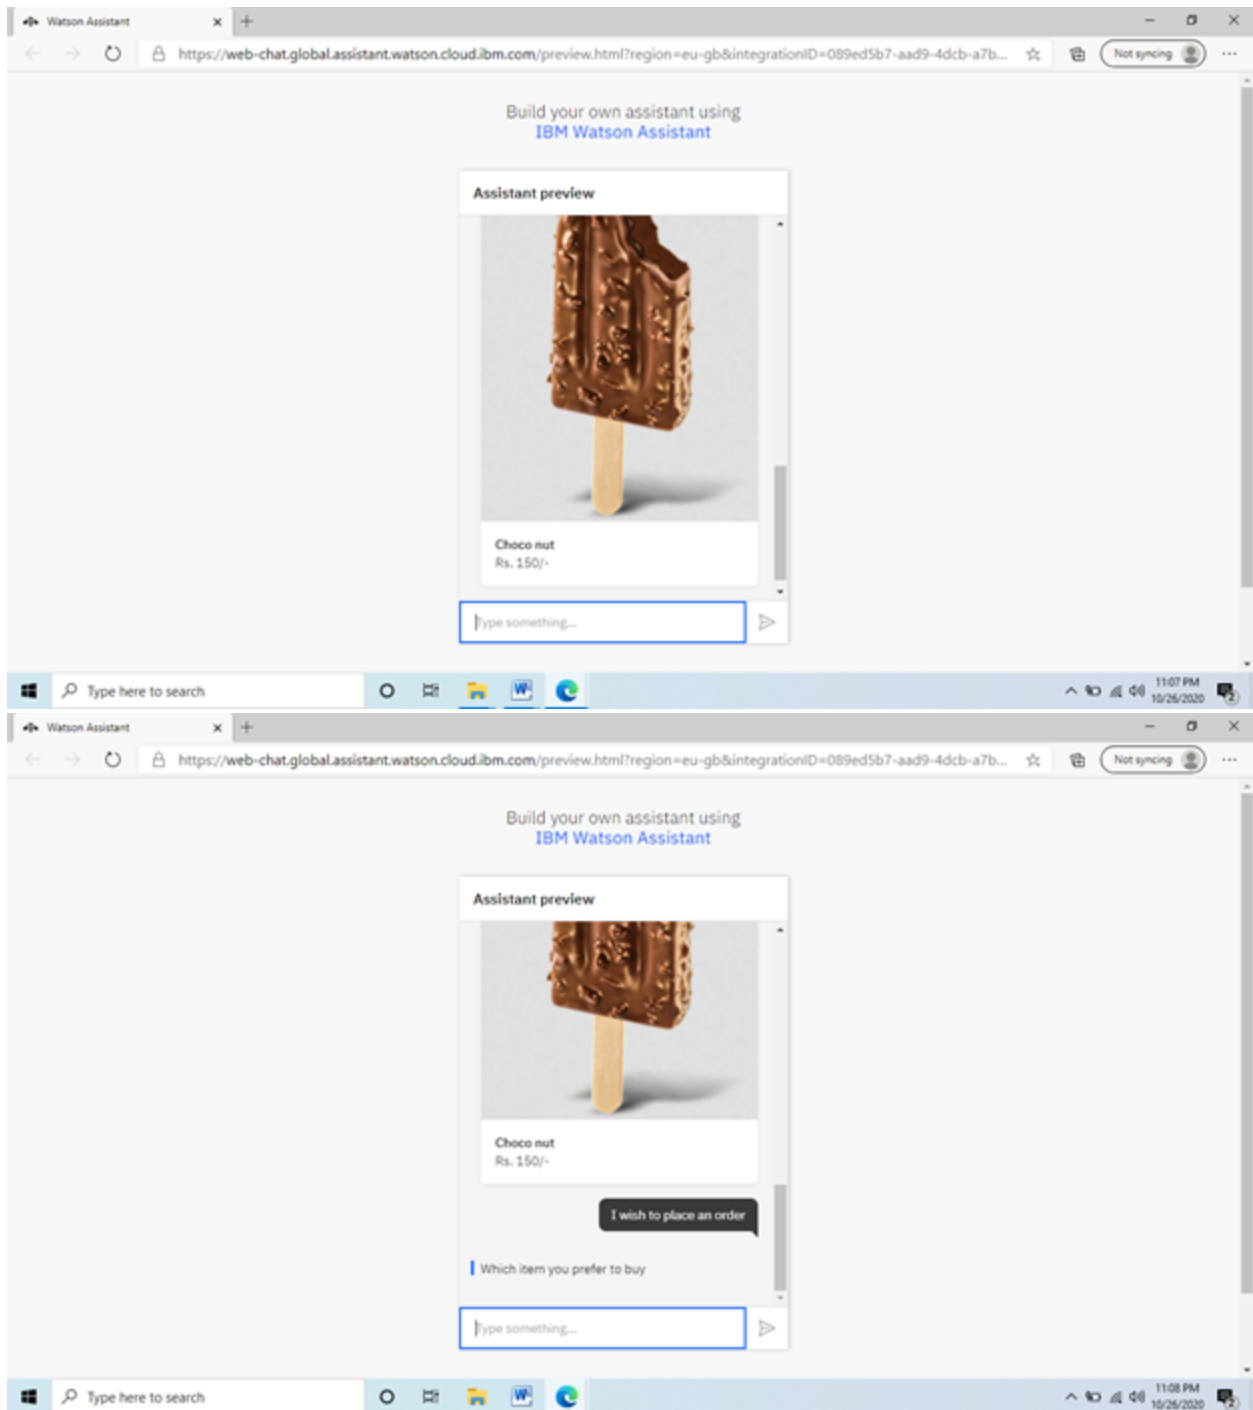 Watson Assistant
https://web-chat.global.assistant.watson.cloud.ibm.com/preview.html?region=eu-gb&integrationID=089ed5b7-aad9-4dcb-a7b...
Not syncing
Build your own assistant using
IBM Watson Assistant
Assistant preview
Choco nut
Rs. 150/-
Type something...
Type here to search
11:07 PM
10/26/2020
2
Watson Assistant
https://web-chat.global.assistant.watson.cloud.ibm.com/preview.html?region=eu-gb&integrationID=089ed5b7-aad9-4dcb-a7b...
Not syncing
Build your own assistant using
IBM Watson Assistant
Assistant preview
Choco nut
Rs. 150/-
I wish to place an order
Which item you prefer to buy
Type something...
Type here to search
11:08 PM
10/26/2020
2